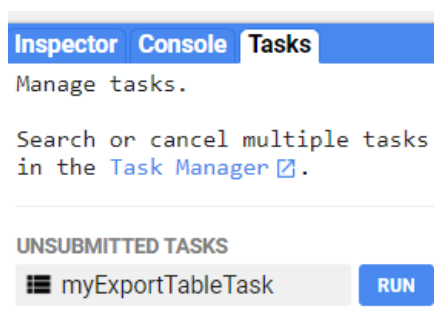 Inspector Console Tasks
Manage tasks.
Search or cancel multiple tasks
in the Task Manager.
UNSUBMITTED TASKS
myExportTableTask RUN